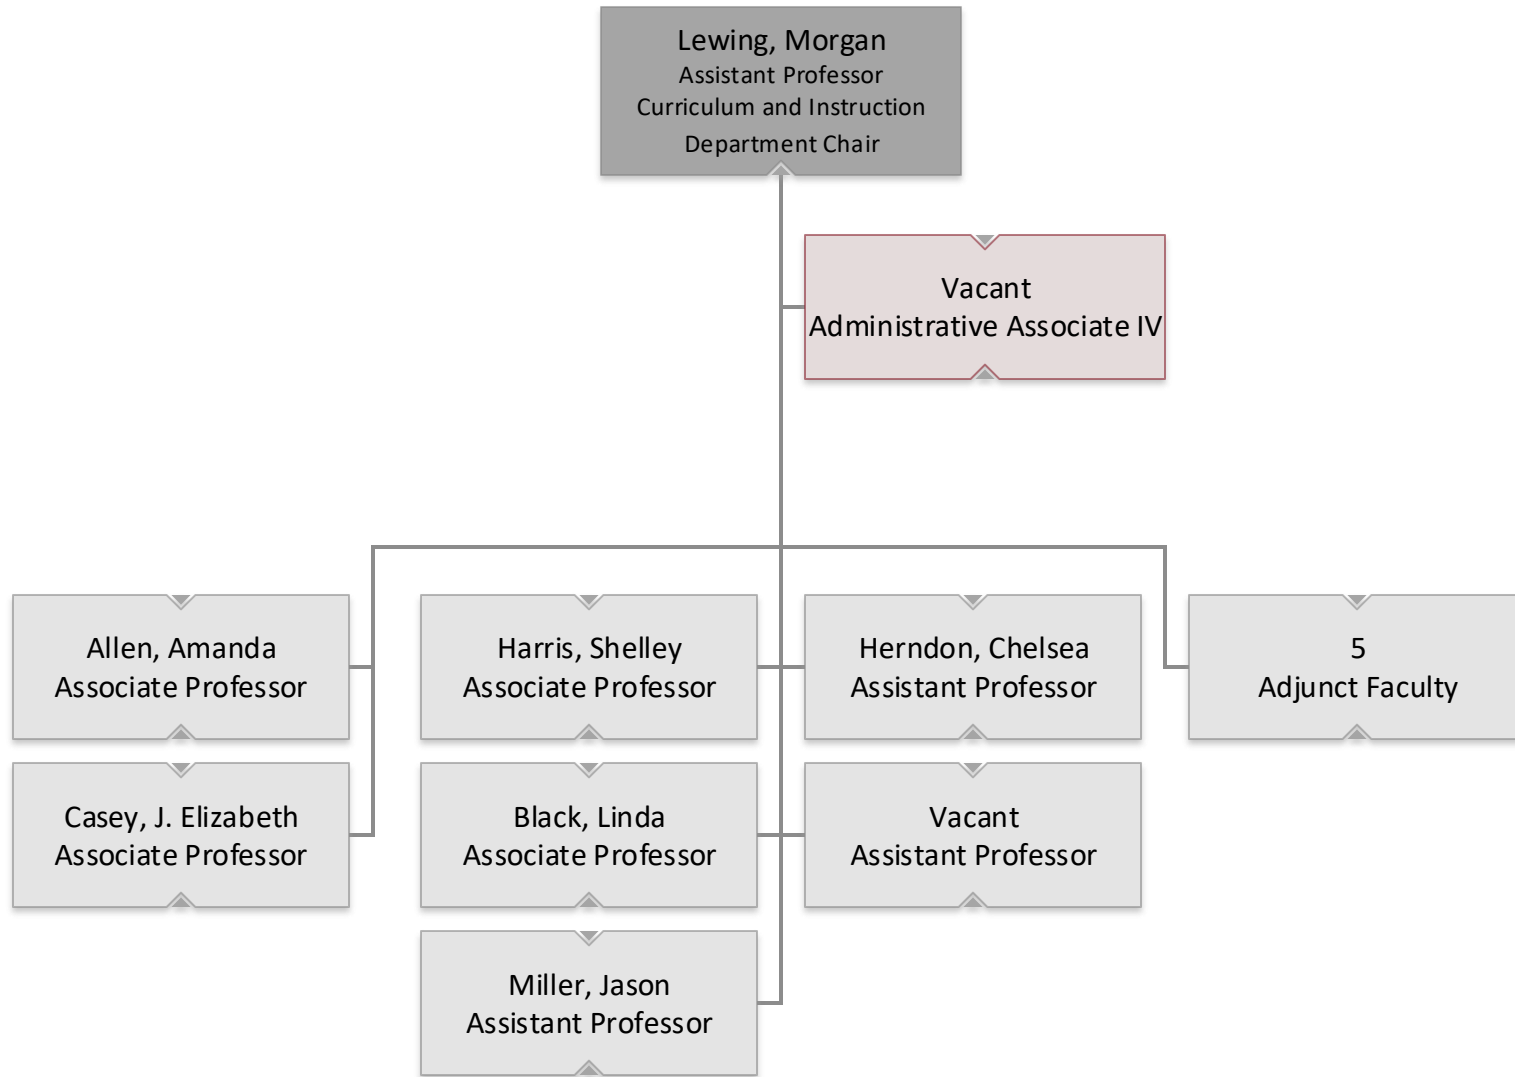 Lewing, Morgan
Assistant Professor
Curriculum and Instruction
Department Chair
Vacant
Administrative Associate IV
Allen, Amanda
Associate Professor
Harris, Shelley
Associate Professor
Herndon, Chelsea
Assistant Professor
5
Adjunct Faculty
Casey, J. Elizabeth
Associate Professor
Black, Linda
Associate Professor
Vacant
Assistant Professor
Miller, Jason
Assistant Professor